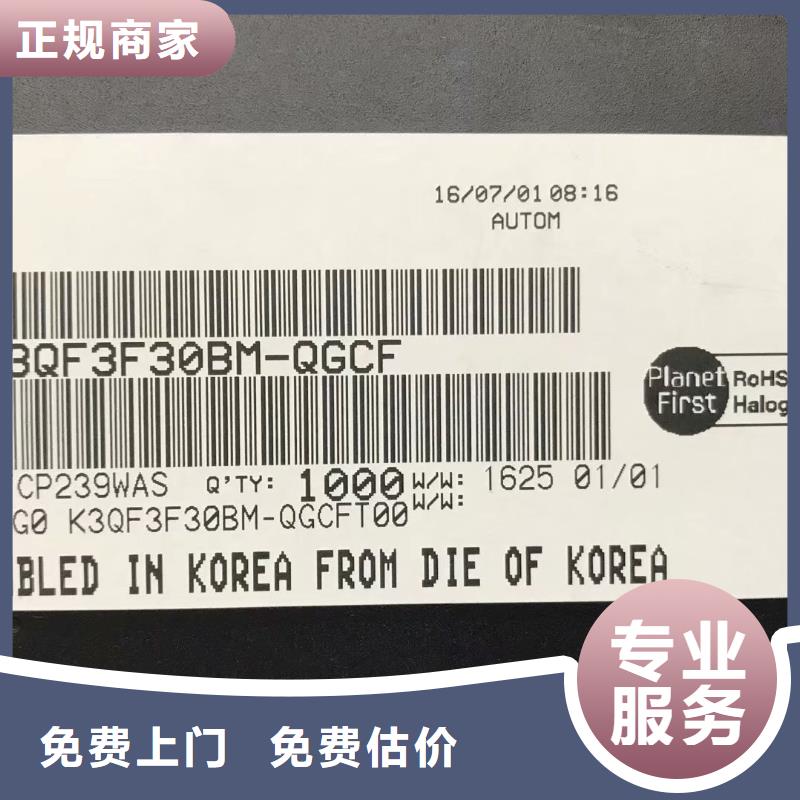 正规商家
16/07/01 08:16
AUTOM
3QF3F30BM-QGCF
Planet First
RoHS
Halog
CP239WAS Q'TY: 1000 W/W: 1625 01/01
W/W:
G0 K3QF3F30BM-QGCFT00
BLED IN KOREA FROM DIE OF KOREA
专业
服务
免费上门 免费估价